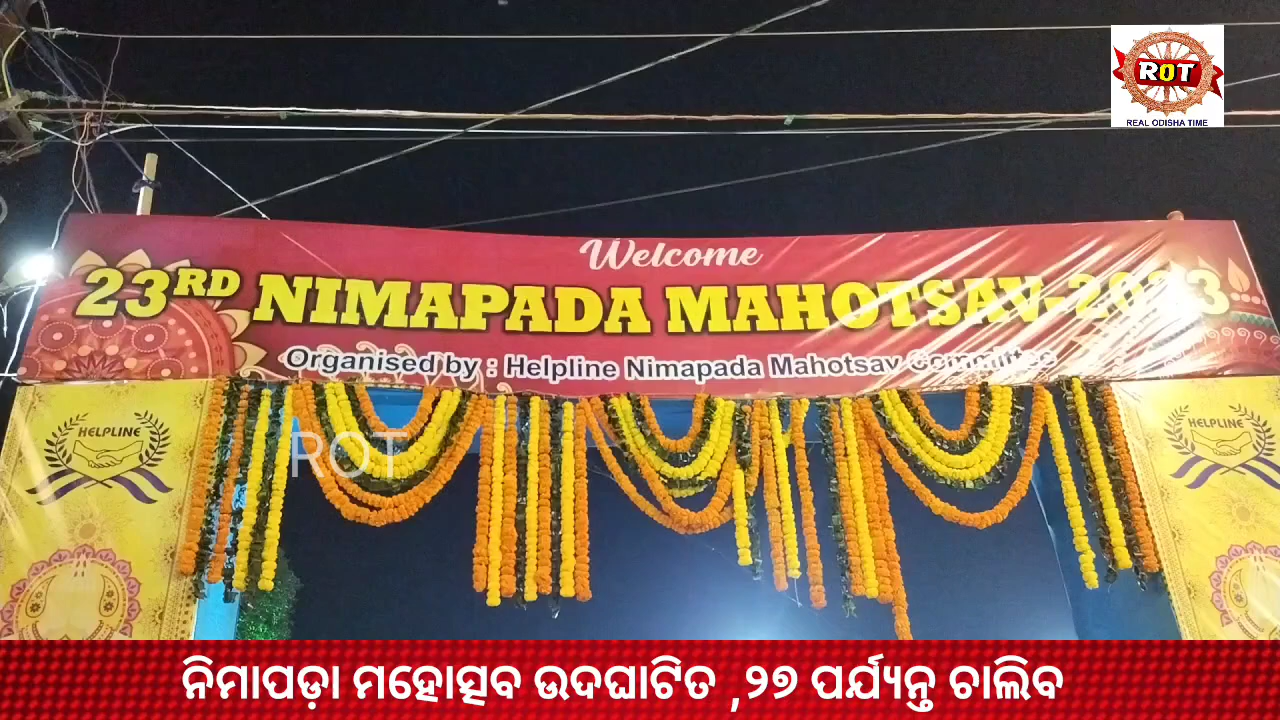 ROT
REAL ODISHA TIME
Welcome
23RD NIMAPADA MAHOTSAV-2023
Organised by : Helpline Nimapada Mahotsav Committee
HELPLINE
HELPLINE
ROT
ନିମାପଡ଼ା ମହୋତ୍ସବ ଉଦଘାଟିତ ,୨୭ ପର୍ଯ୍ୟନ୍ତ ଚାଲିବ